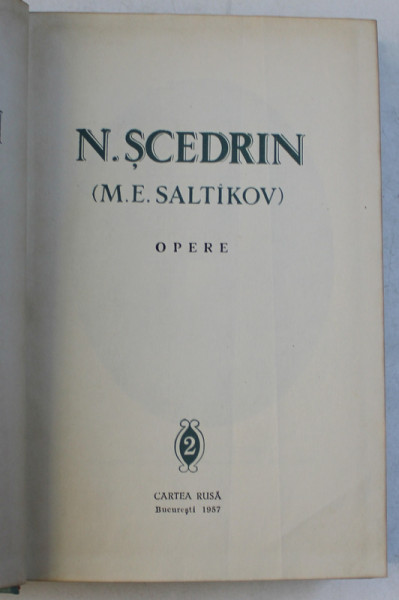 N. ȘCEDRIN
(M.E. SALTÎKOV)
OPERE
2
CARTEA RUSĂ
București 1957